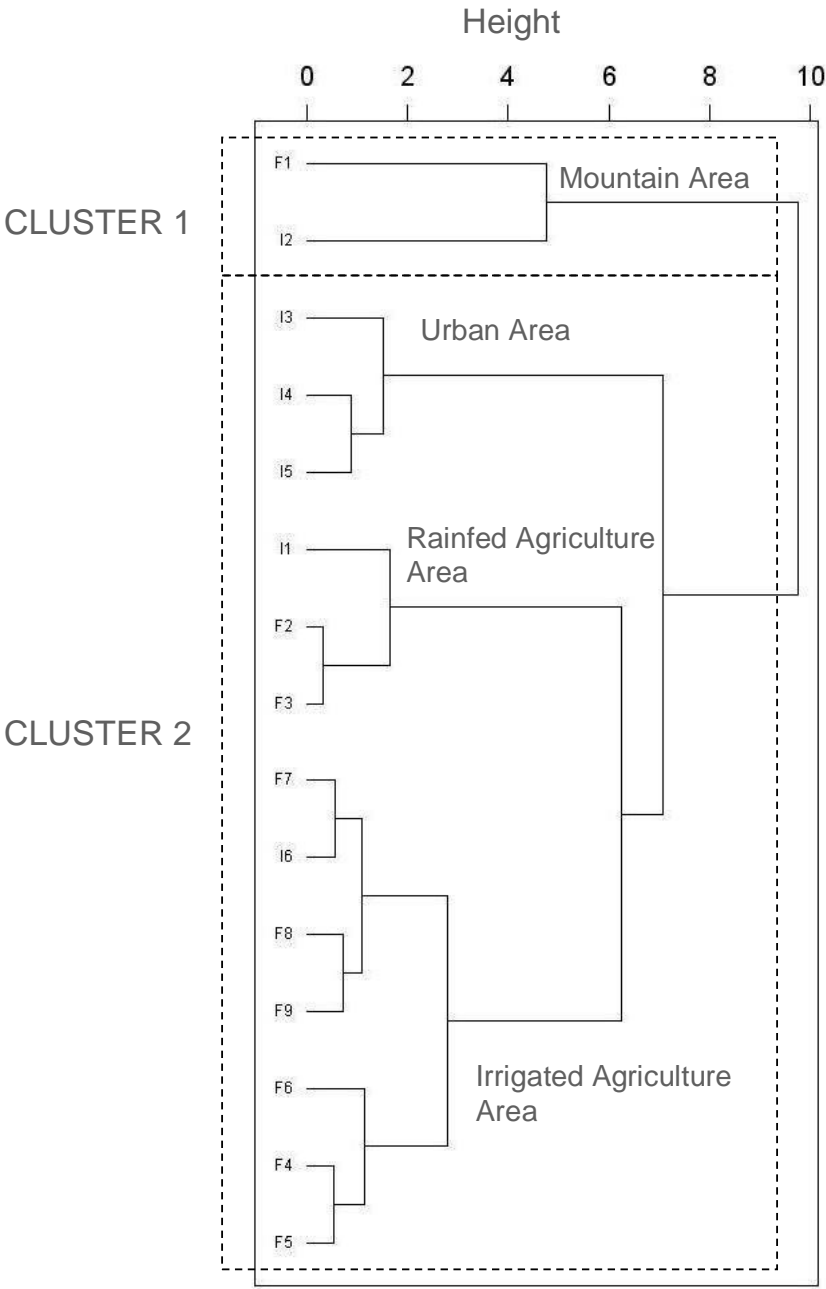 Height
0 2 4 6 8 10
F1
Mountain Area
CLUSTER 1
I2
I3
Urban Area
I4
I5
I1
Rainfed Agriculture
Area
F2
F3
CLUSTER 2
F7
I6
F8
F9
F6
Irrigated Agriculture
Area
F4
F5